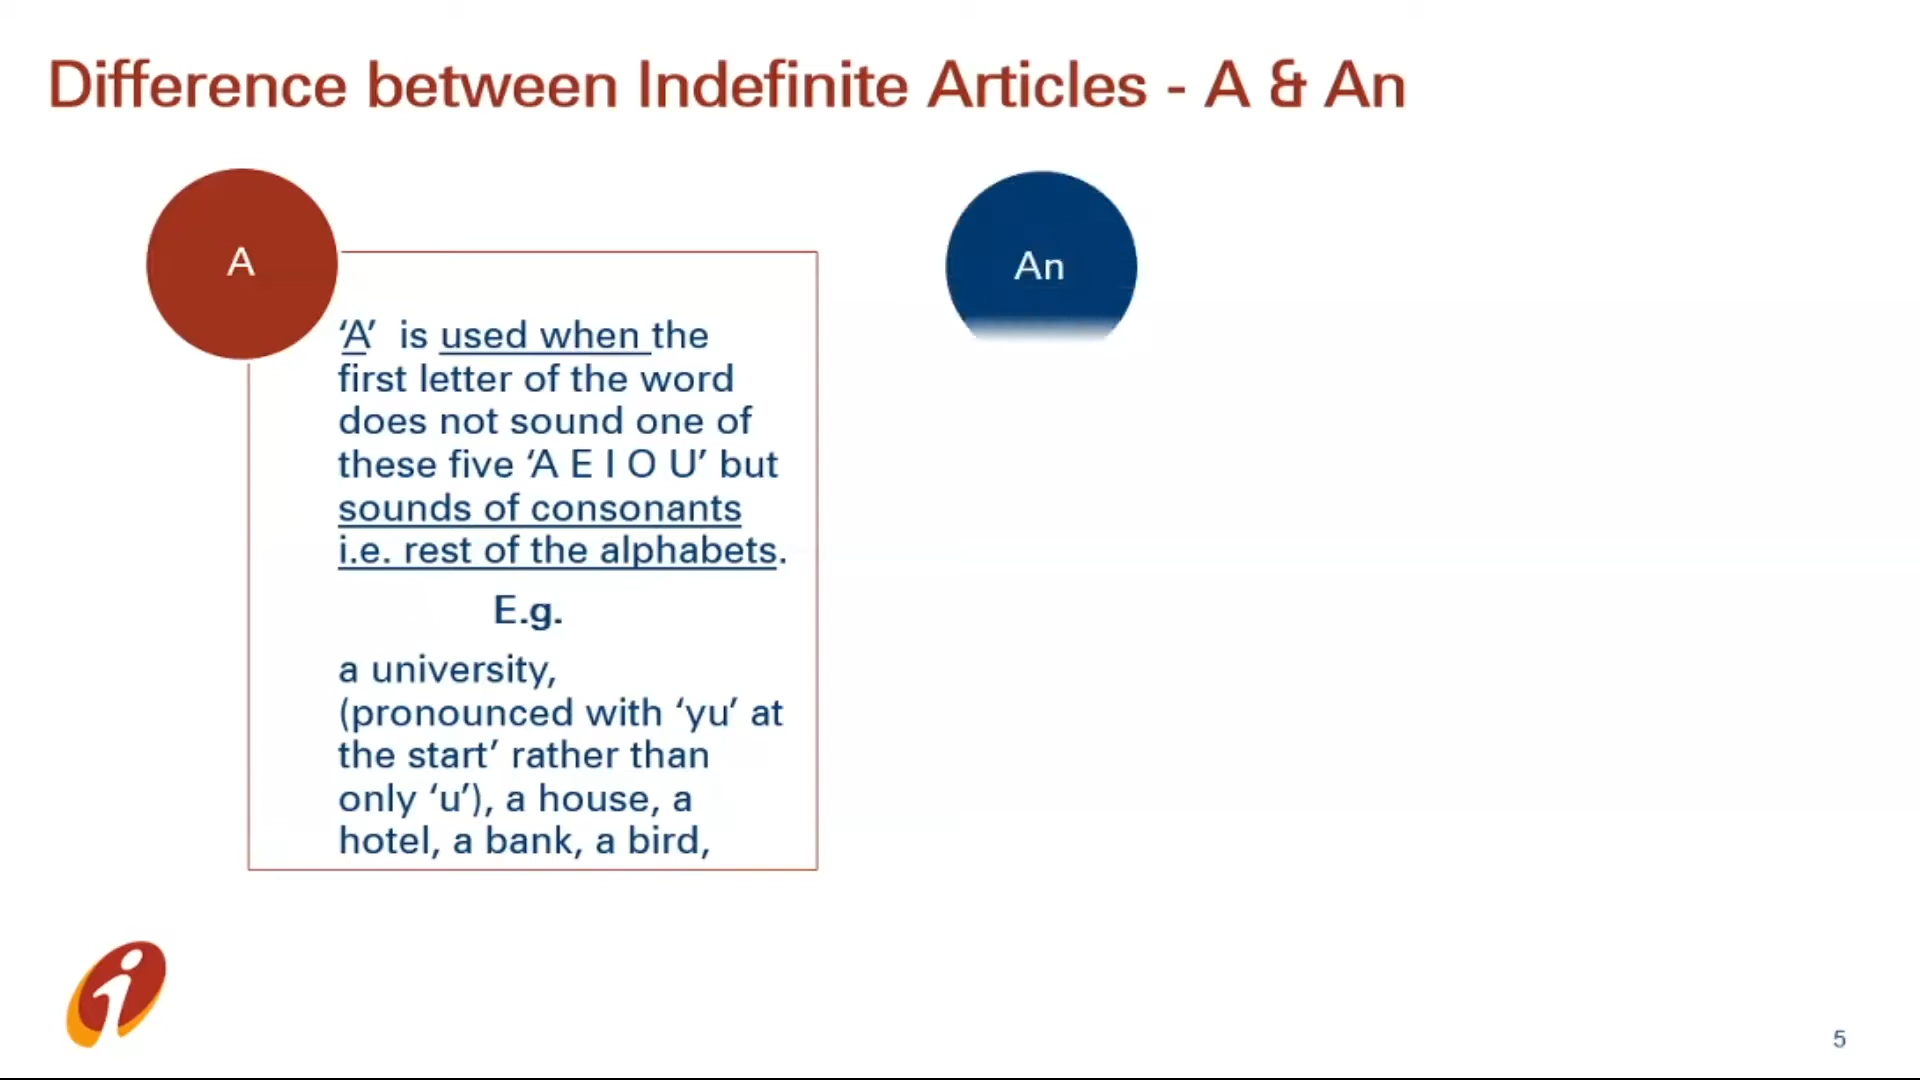 Difference between Indefinite Articles - A & An
A
‘A’ is used when the
first letter of the word
does not sound one of
these five ‘A E I O U’ but
sounds of consonants
i.e. rest of the alphabets.
E.g.
a university,
(pronounced with ‘yu’ at
the start’ rather than
only ‘u’), a house, a
hotel, a bank, a bird,
An
i
5